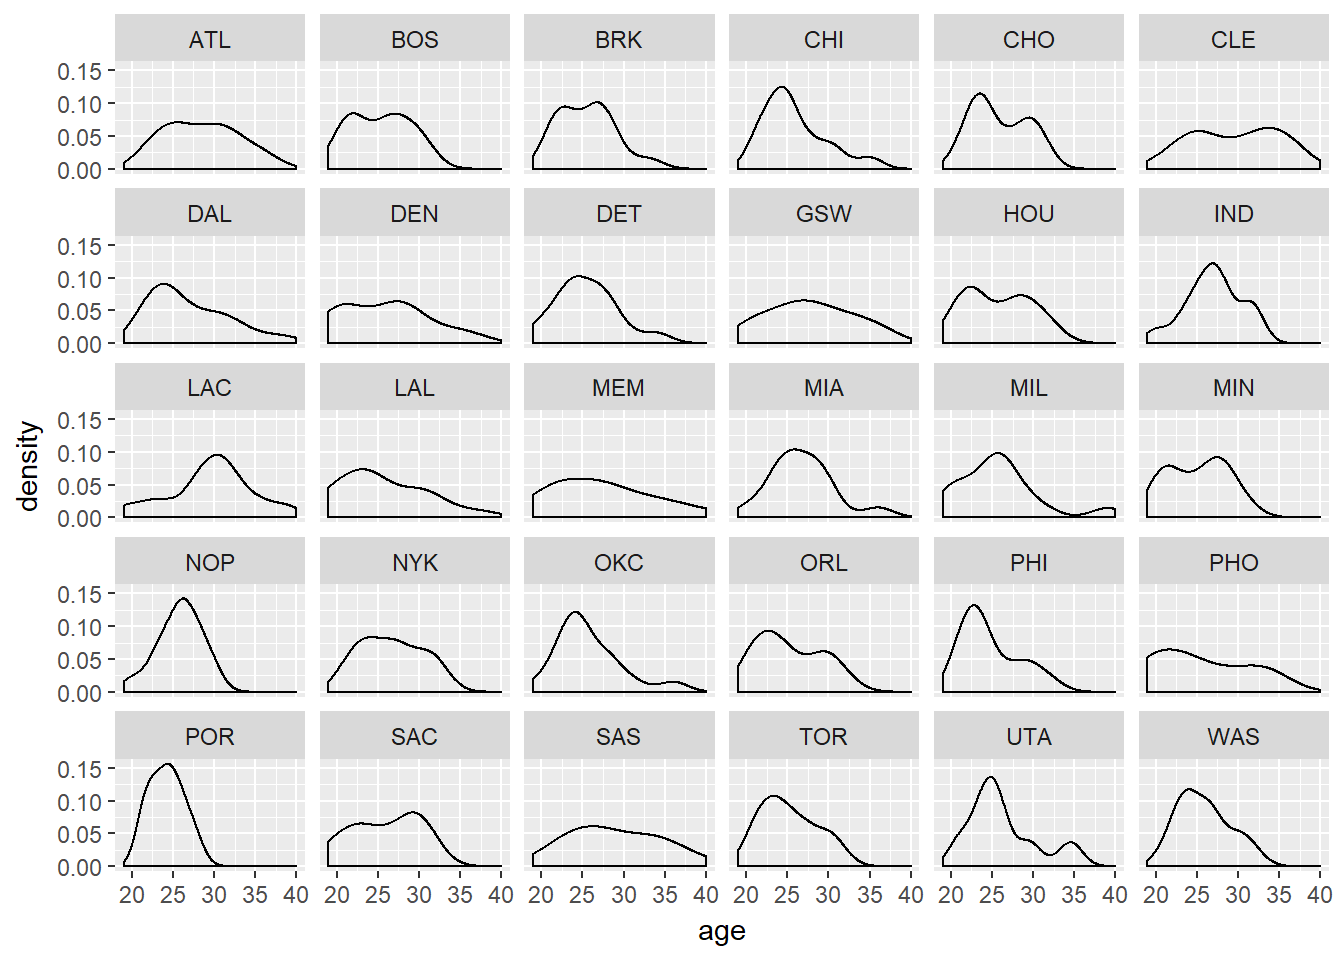 ATL BOS BRK CHI CHO CLE
0.15
0.10
0.05
0.00
DAL DEN DET GSW HOU IND
0.15
0.10
0.05
0.00
LAC LAL MEM MIA MIL MIN
0.15
0.10
0.05
0.00
density
NOP NYK OKC ORL PHI PHO
0.15
0.10
0.05
0.00
POR SAC SAS TOR UTA WAS
0.15
0.10
0.05
0.00
20 25 30 35 40 20 25 30 35 40 20 25 30 35 40 20 25 30 35 40 20 25 30 35 40 20 25 30 35 40
age